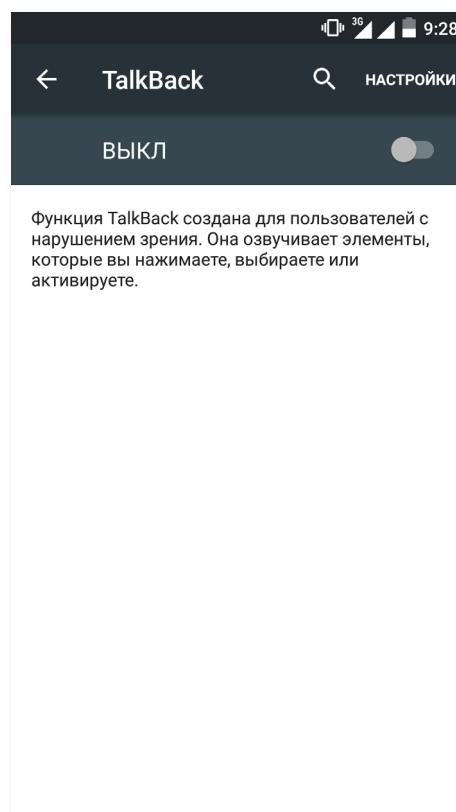 3G 9:28
TalkBack НАСТРОЙКИ
ВЫКЛ
Функция TalkBack создана для пользователей с
нарушением зрения. Она озвучивает элементы,
которые вы нажимаете, выбираете или
активируете.